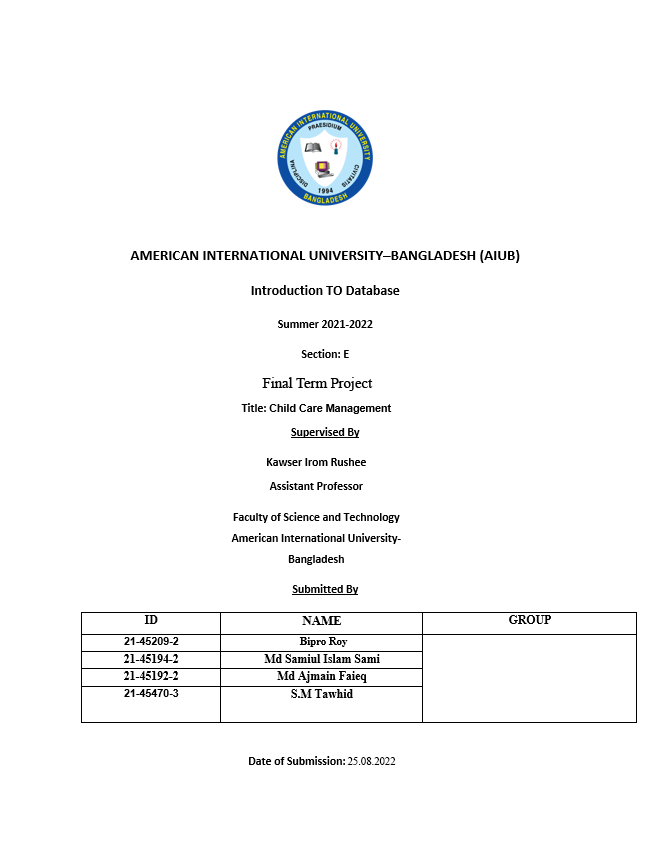 AMERICAN INTERNATIONAL UNIVERSITY
PRAESIDIUM
DISCIPLINA
CIVITATIS
1994
BANGLADESH
AMERICAN INTERNATIONAL UNIVERSITY–BANGLADESH (AIUB)
Introduction TO Database
Summer 2021-2022
Section: E
Final Term Project
Title: Child Care Management
Supervised By
Kawser Irom Rushee
Assistant Professor
Faculty of Science and Technology
American International University-
Bangladesh
Submitted By
ID NAME GROUP
21-45209-2 Bipro Roy
21-45194-2 Md Samiul Islam Sami
21-45192-2 Md Ajmain Faieq
21-45470-3 S.M Tawhid
Date of Submission: 25.08.2022